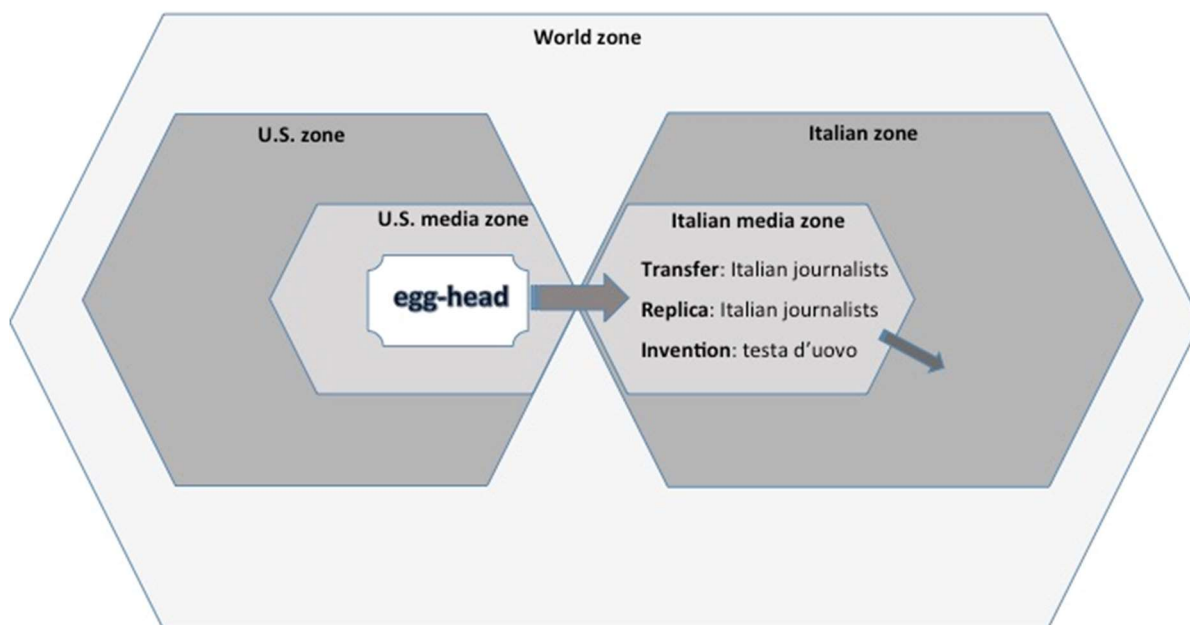 World zone
U.S. zone
Italian zone
U.S. media zone
Italian media zone
egg-head
Transfer: Italian journalists
Replica: Italian journalists
Invention: testa d'uovo